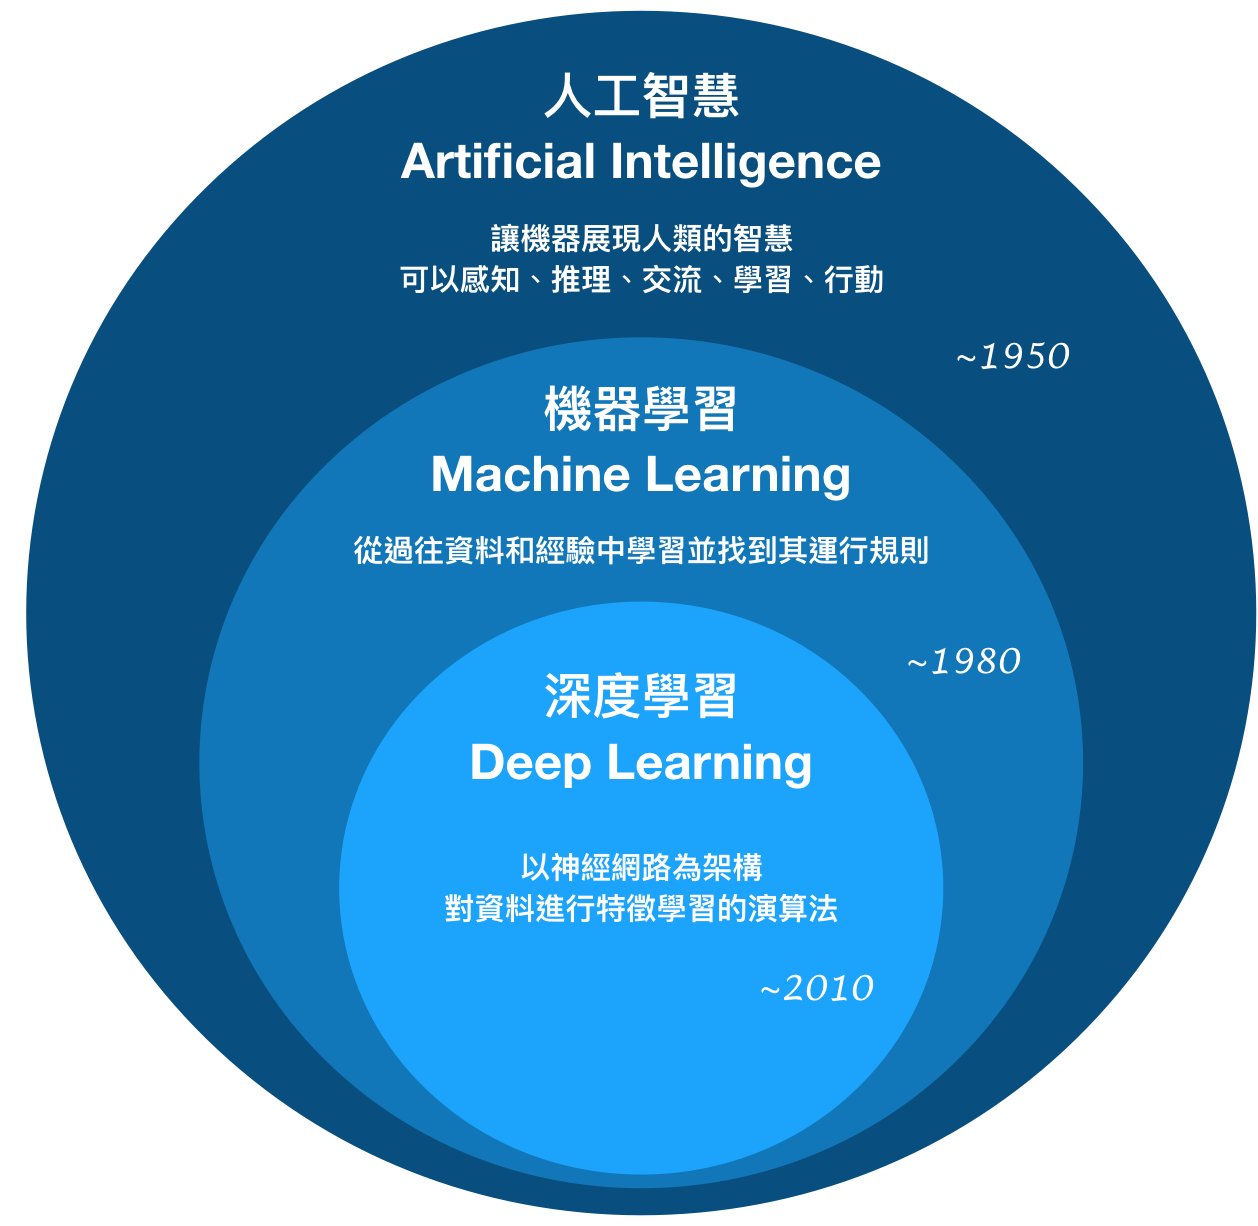 人工智慧
Artificial Intelligence
讓機器展現人類的智慧
可以感知、推理、交流、學習、行動
~1950
機器學習
Machine Learning
從過往資料和經驗中學習並找到其運行規則
~1980
深度學習
Deep Learning
以神經網路為架構
對資料進行特徵學習的演算法
~2010